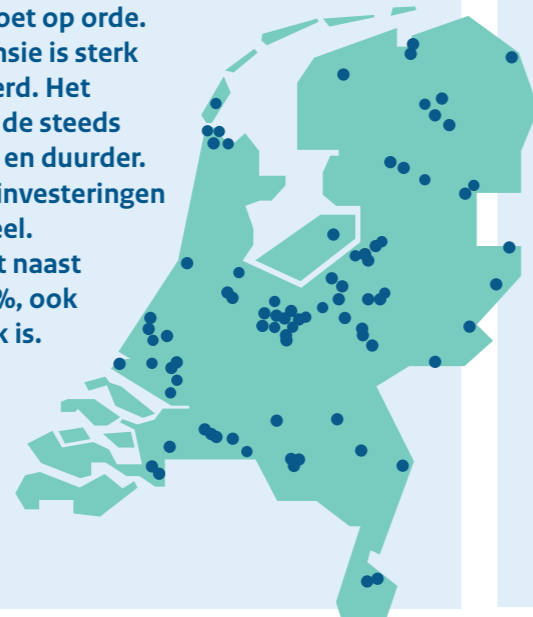 oet op orde.
nsie is sterk
erd. Het
de steeds
en duurder.
investeringen
eel.
t naast
%, ook
k is.